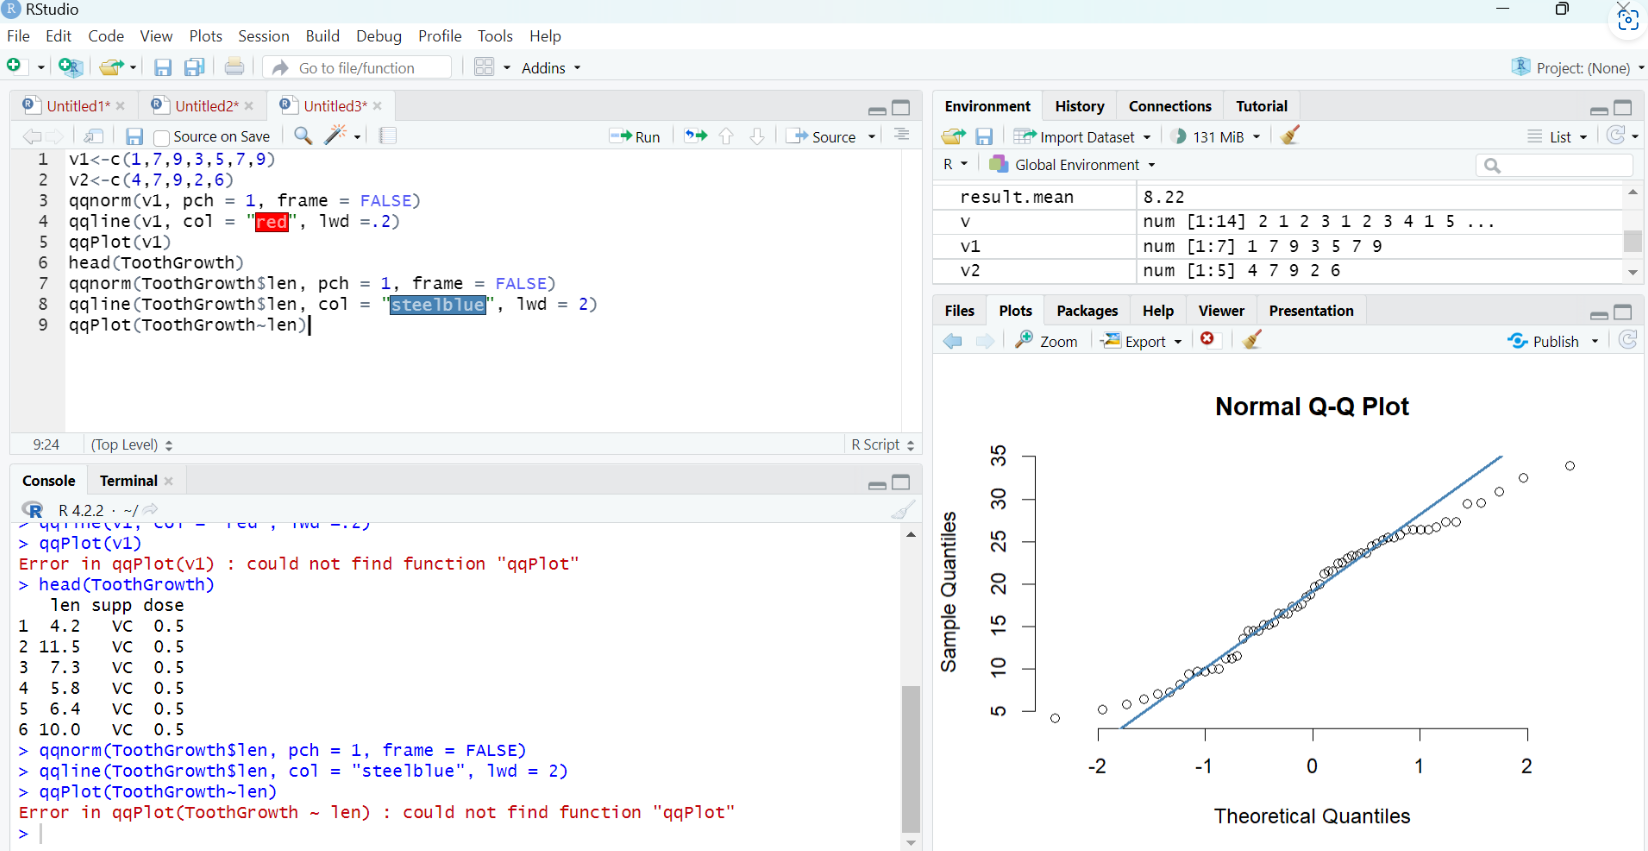 RStudio
File Edit Code View Plots Session Build Debug Profile Tools Help
Go to file/function Addins Project: (None)
Untitled1* Untitled2* Untitled3*
Source on Save Run Source
1 v1<-c(1,7,9,3,5,7,9)
2 v2<-c(4,7,9,2,6)
3 qqnorm(v1, pch = 1, frame = FALSE)
4 qqline(v1, col = "red", lwd =.2)
5 qqPlot(v1)
6 head(ToothGrowth)
7 qqnorm(ToothGrowth$len, pch = 1, frame = FALSE)
8 qqline(ToothGrowth$len, col = "steelblue", lwd = 2)
9 qqPlot(ToothGrowth~len)
9:24 (Top Level) R Script
Console Terminal
R 4.2.2 · ~/
> qqline(v1, col = "red", lwd =.2)
> qqPlot(v1)
Error in qqPlot(v1) : could not find function "qqPlot"
> head(ToothGrowth)
len supp dose
1 4.2 VC 0.5
2 11.5 VC 0.5
3 7.3 VC 0.5
4 5.8 VC 0.5
5 6.4 VC 0.5
6 10.0 VC 0.5
> qqnorm(ToothGrowth$len, pch = 1, frame = FALSE)
> qqline(ToothGrowth$len, col = "steelblue", lwd = 2)
> qqPlot(ToothGrowth~len)
Error in qqPlot(ToothGrowth ~ len) : could not find function "qqPlot"
>
Environment History Connections Tutorial
Import Dataset 131 MiB List
R Global Environment
result.mean 8.22
v num [1:14] 2 1 2 3 1 2 3 4 1 5 ...
v1 num [1:7] 1 7 9 3 5 7 9
v2 num [1:5] 4 7 9 2 6
Files Plots Packages Help Viewer Presentation
Zoom Export Publish
Normal Q-Q Plot
Sample Quantiles
35
30
25
20
15
10
5
-2 -1 0 1 2
Theoretical Quantiles